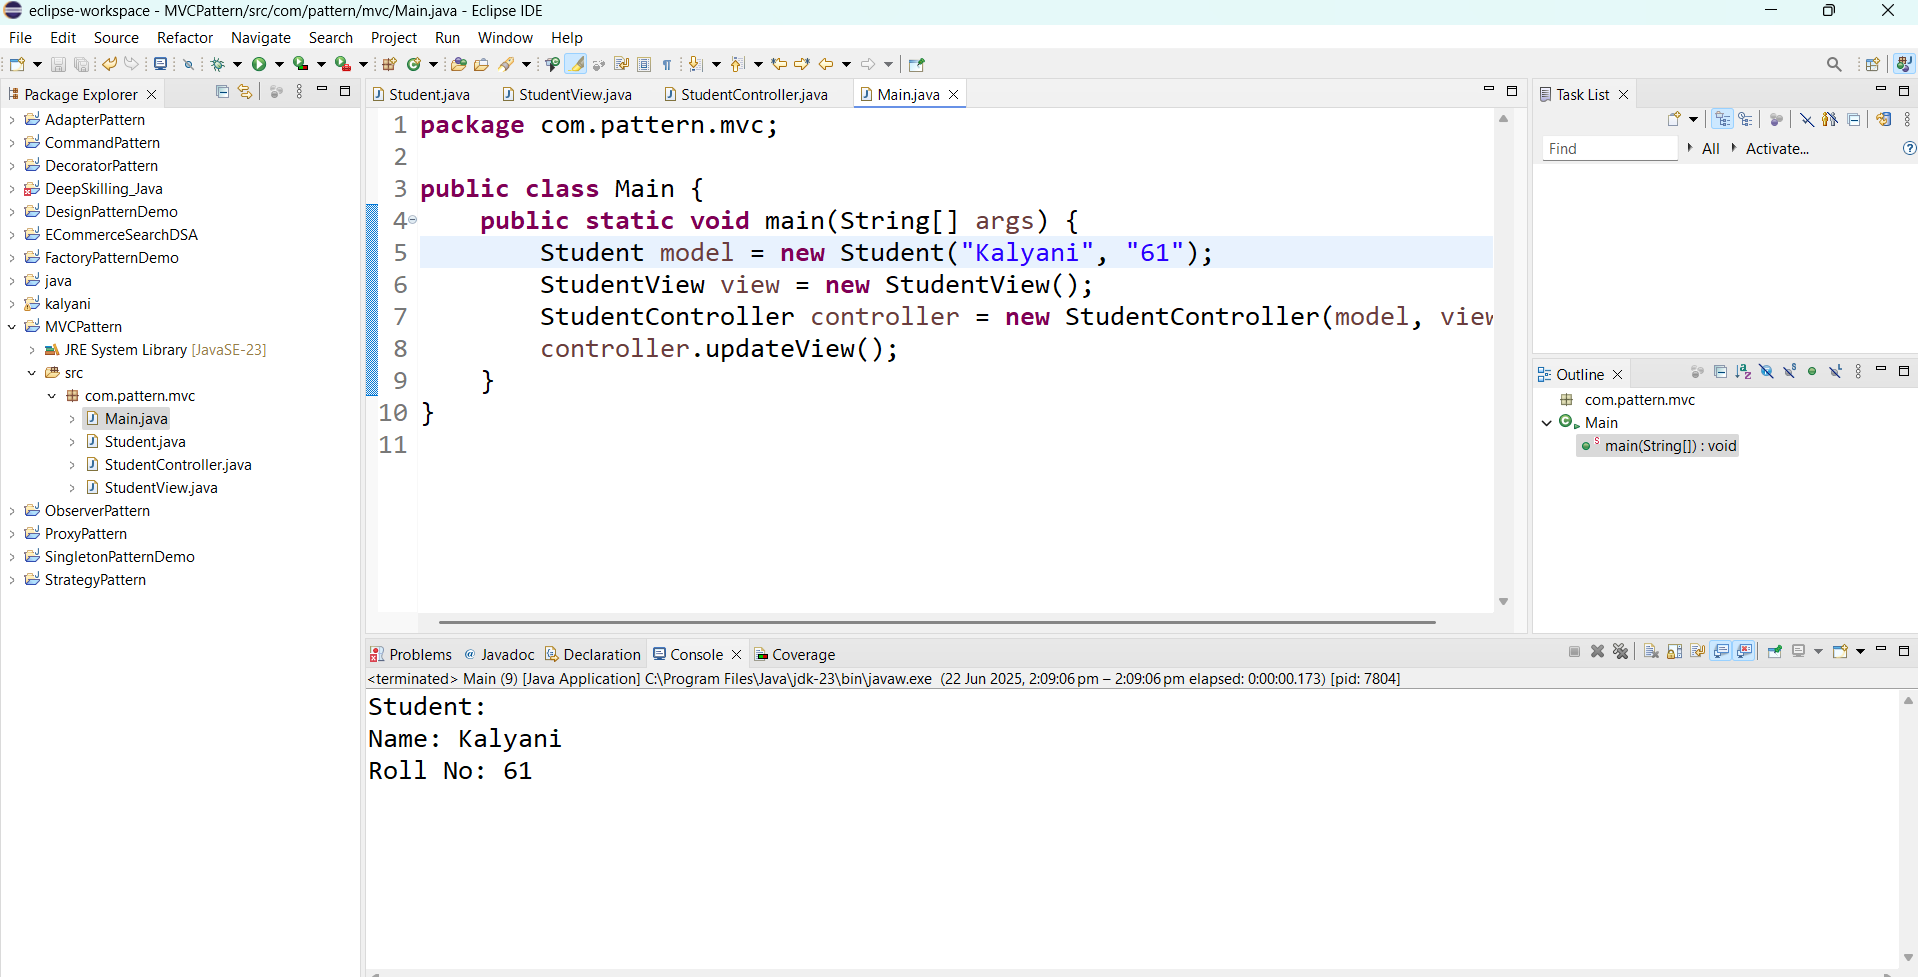 eclipse-workspace - MVCPattern/src/com/pattern/mvc/Main.java - Eclipse IDE
File Edit Source Refactor Navigate Search Project Run Window Help
Package Explorer
AdapterPattern
CommandPattern
DecoratorPattern
DeepSkilling_Java
DesignPatternDemo
ECommerceSearchDSA
FactoryPatternDemo
java
kalyani
MVCPattern
JRE System Library [JavaSE-23]
src
com.pattern.mvc
Main.java
Student.java
StudentController.java
StudentView.java
ObserverPattern
ProxyPattern
SingletonPatternDemo
StrategyPattern
Student.java StudentView.java StudentController.java Main.java
1 package com.pattern.mvc;
2
3 public class Main {
4 public static void main(String[] args) {
5 Student model = new Student("Kalyani", "61");
6 StudentView view = new StudentView();
7 StudentController controller = new StudentController(model, view
8 controller.updateView();
9 }
10 }
11
Task List
Find All Activate...
Outline
com.pattern.mvc
Main
main(String[]) : void
Problems Javadoc Declaration Console Coverage
<terminated> Main (9) [Java Application] C:\Program Files\Java\jdk-23\bin\javaw.exe (22 Jun 2025, 2:09:06 pm – 2:09:06 pm elapsed: 0:00:00.173) [pid: 7804]
Student:
Name: Kalyani
Roll No: 61